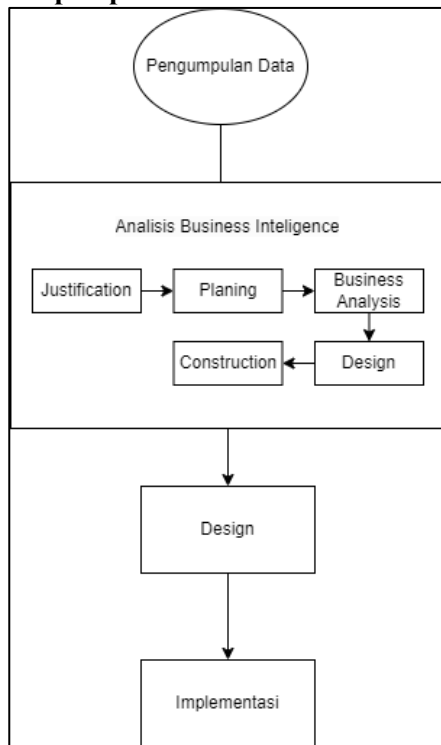 Pengumpulan Data
Analisis Business Inteligence
Justification
Planing
Business
Analysis
Construction
Design
Design
Implementasi